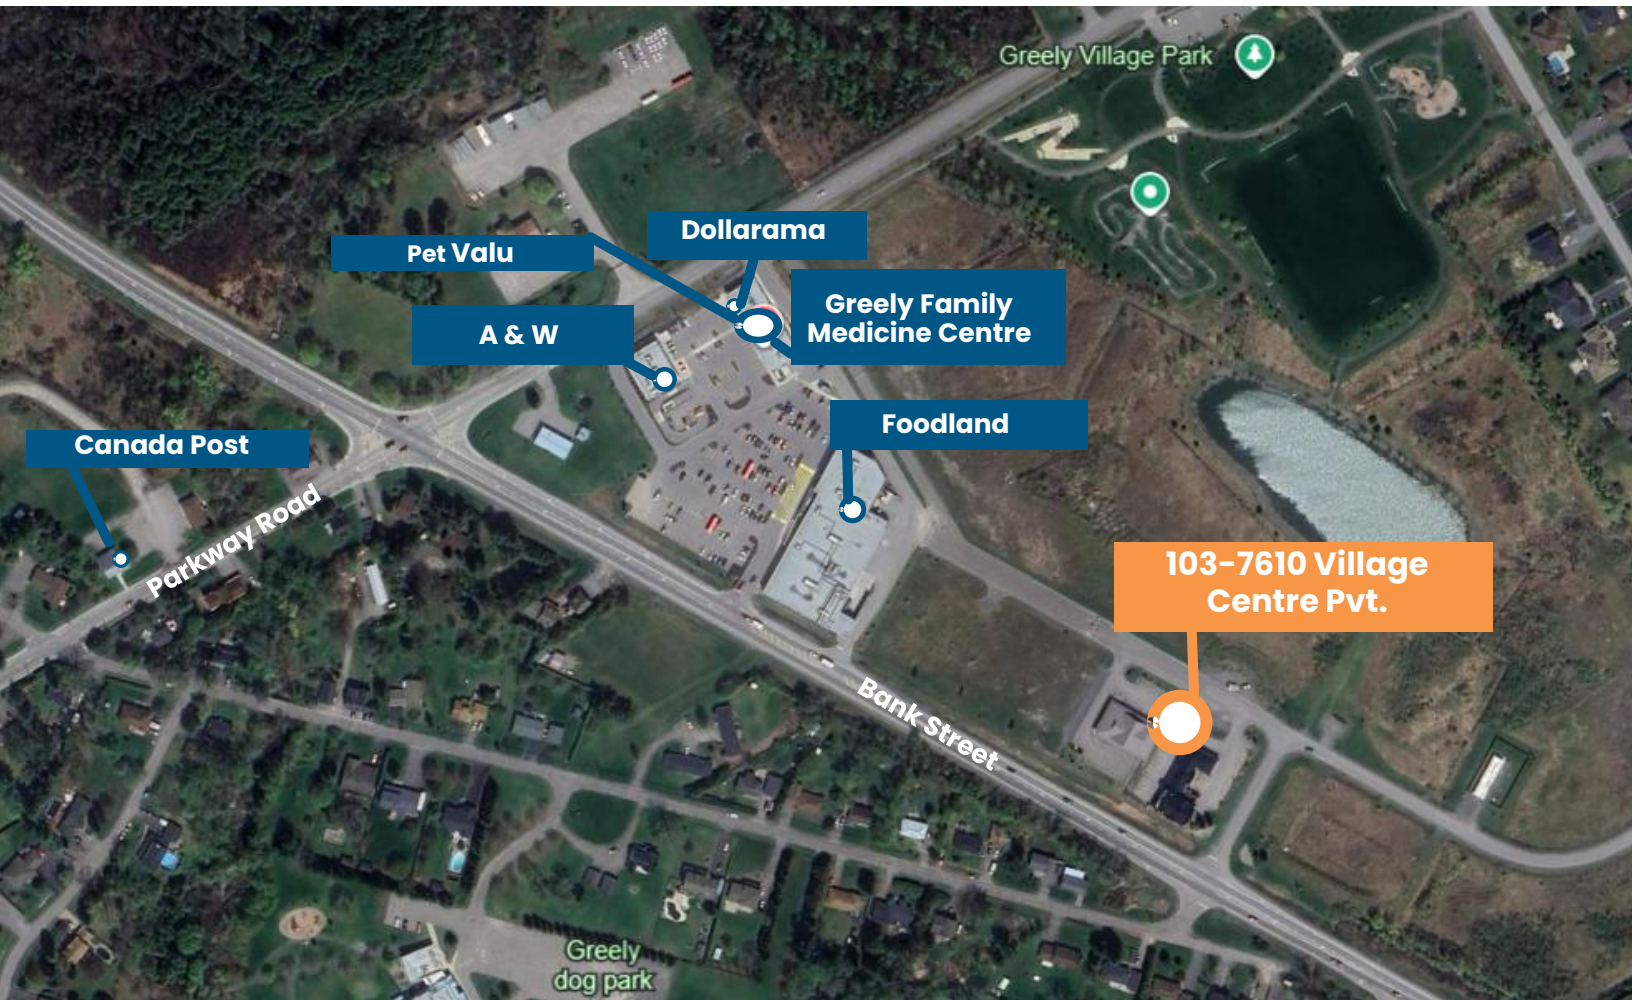 Greely Village Park
Dollarama
Pet Valu
Greely Family
Medicine Centre
A & W
Foodland
Canada Post
Parkway Road
103-7610 Village
Centre Pvt.
Bank Street
Greely
dog park